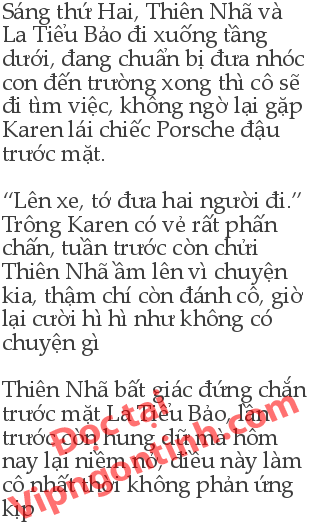 Sáng thứ Hai, Thiên Nhã và
La Tiểu Bảo đi xuống tầng
dưới, đang chuẩn bị đưa nhóc
con đến trường xong thì cô sẽ
đi tìm việc, không ngờ lại gặp
Karen lái chiếc Porsche đậu
trước mặt.
“Lên xe, tớ đưa hai người đi.”
Trông Karen có vẻ rất phấn
chấn, tuần trước còn chửi
Thiên Nhã ầm lên vì chuyện
kia, thậm chí còn đánh cô, giờ
lại cười hì hì như không có
chuyện gì
Thiên Nhã bất giác đứng chắn
trước mặt La Tiểu Bảo, lần
trước còn hung dữ mà hôm
nay lại niềm nở, điều này làm
cô nhất thời không phản ứng
kịp
Đọc tại
Vipngontinh.com